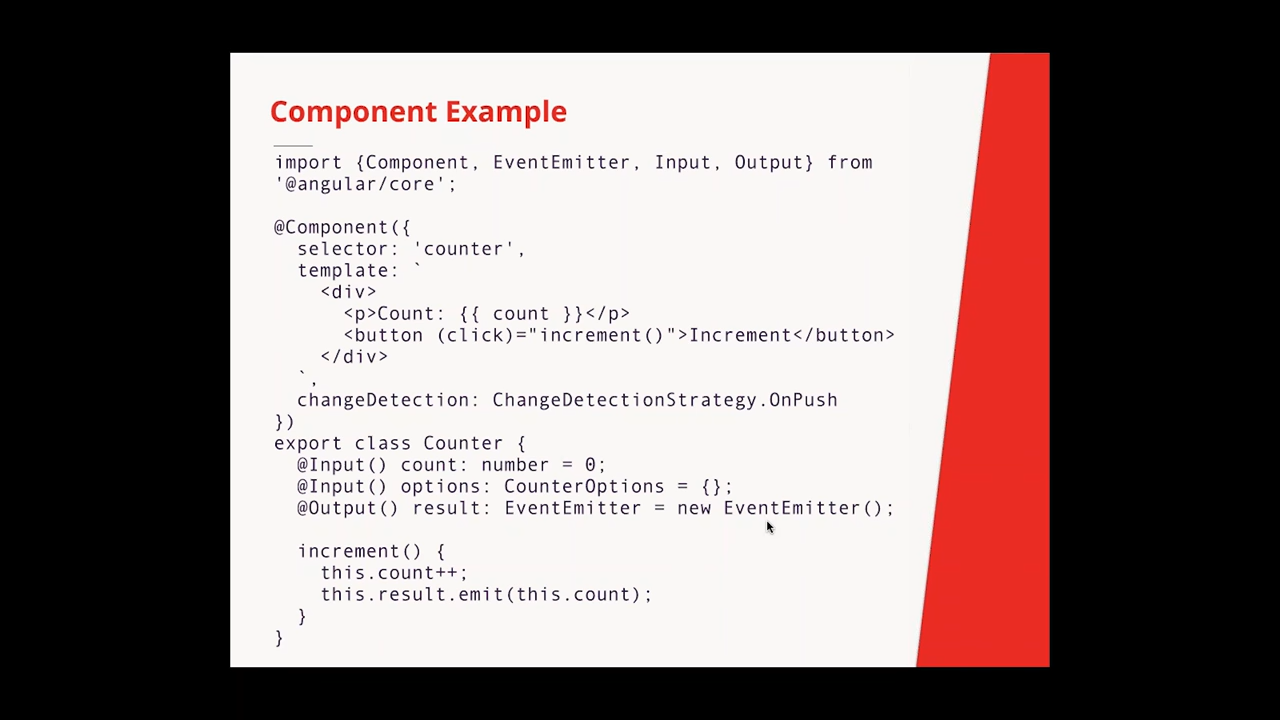 Component Example
import {Component, EventEmitter, Input, Output} from
'@angular/core';
@Component({
  selector: 'counter',
  template: `
    <div>
      <p>Count: {{ count }}</p>
      <button (click)="increment()">Increment</button>
    </div>
  `,
  changeDetection: ChangeDetectionStrategy.OnPush
})
export class Counter {
  @Input() count: number = 0;
  @Input() options: CounterOptions = {};
  @Output() result: EventEmitter = new EventEmitter();
  increment() {
    this.count++;
    this.result.emit(this.count);
  }
}